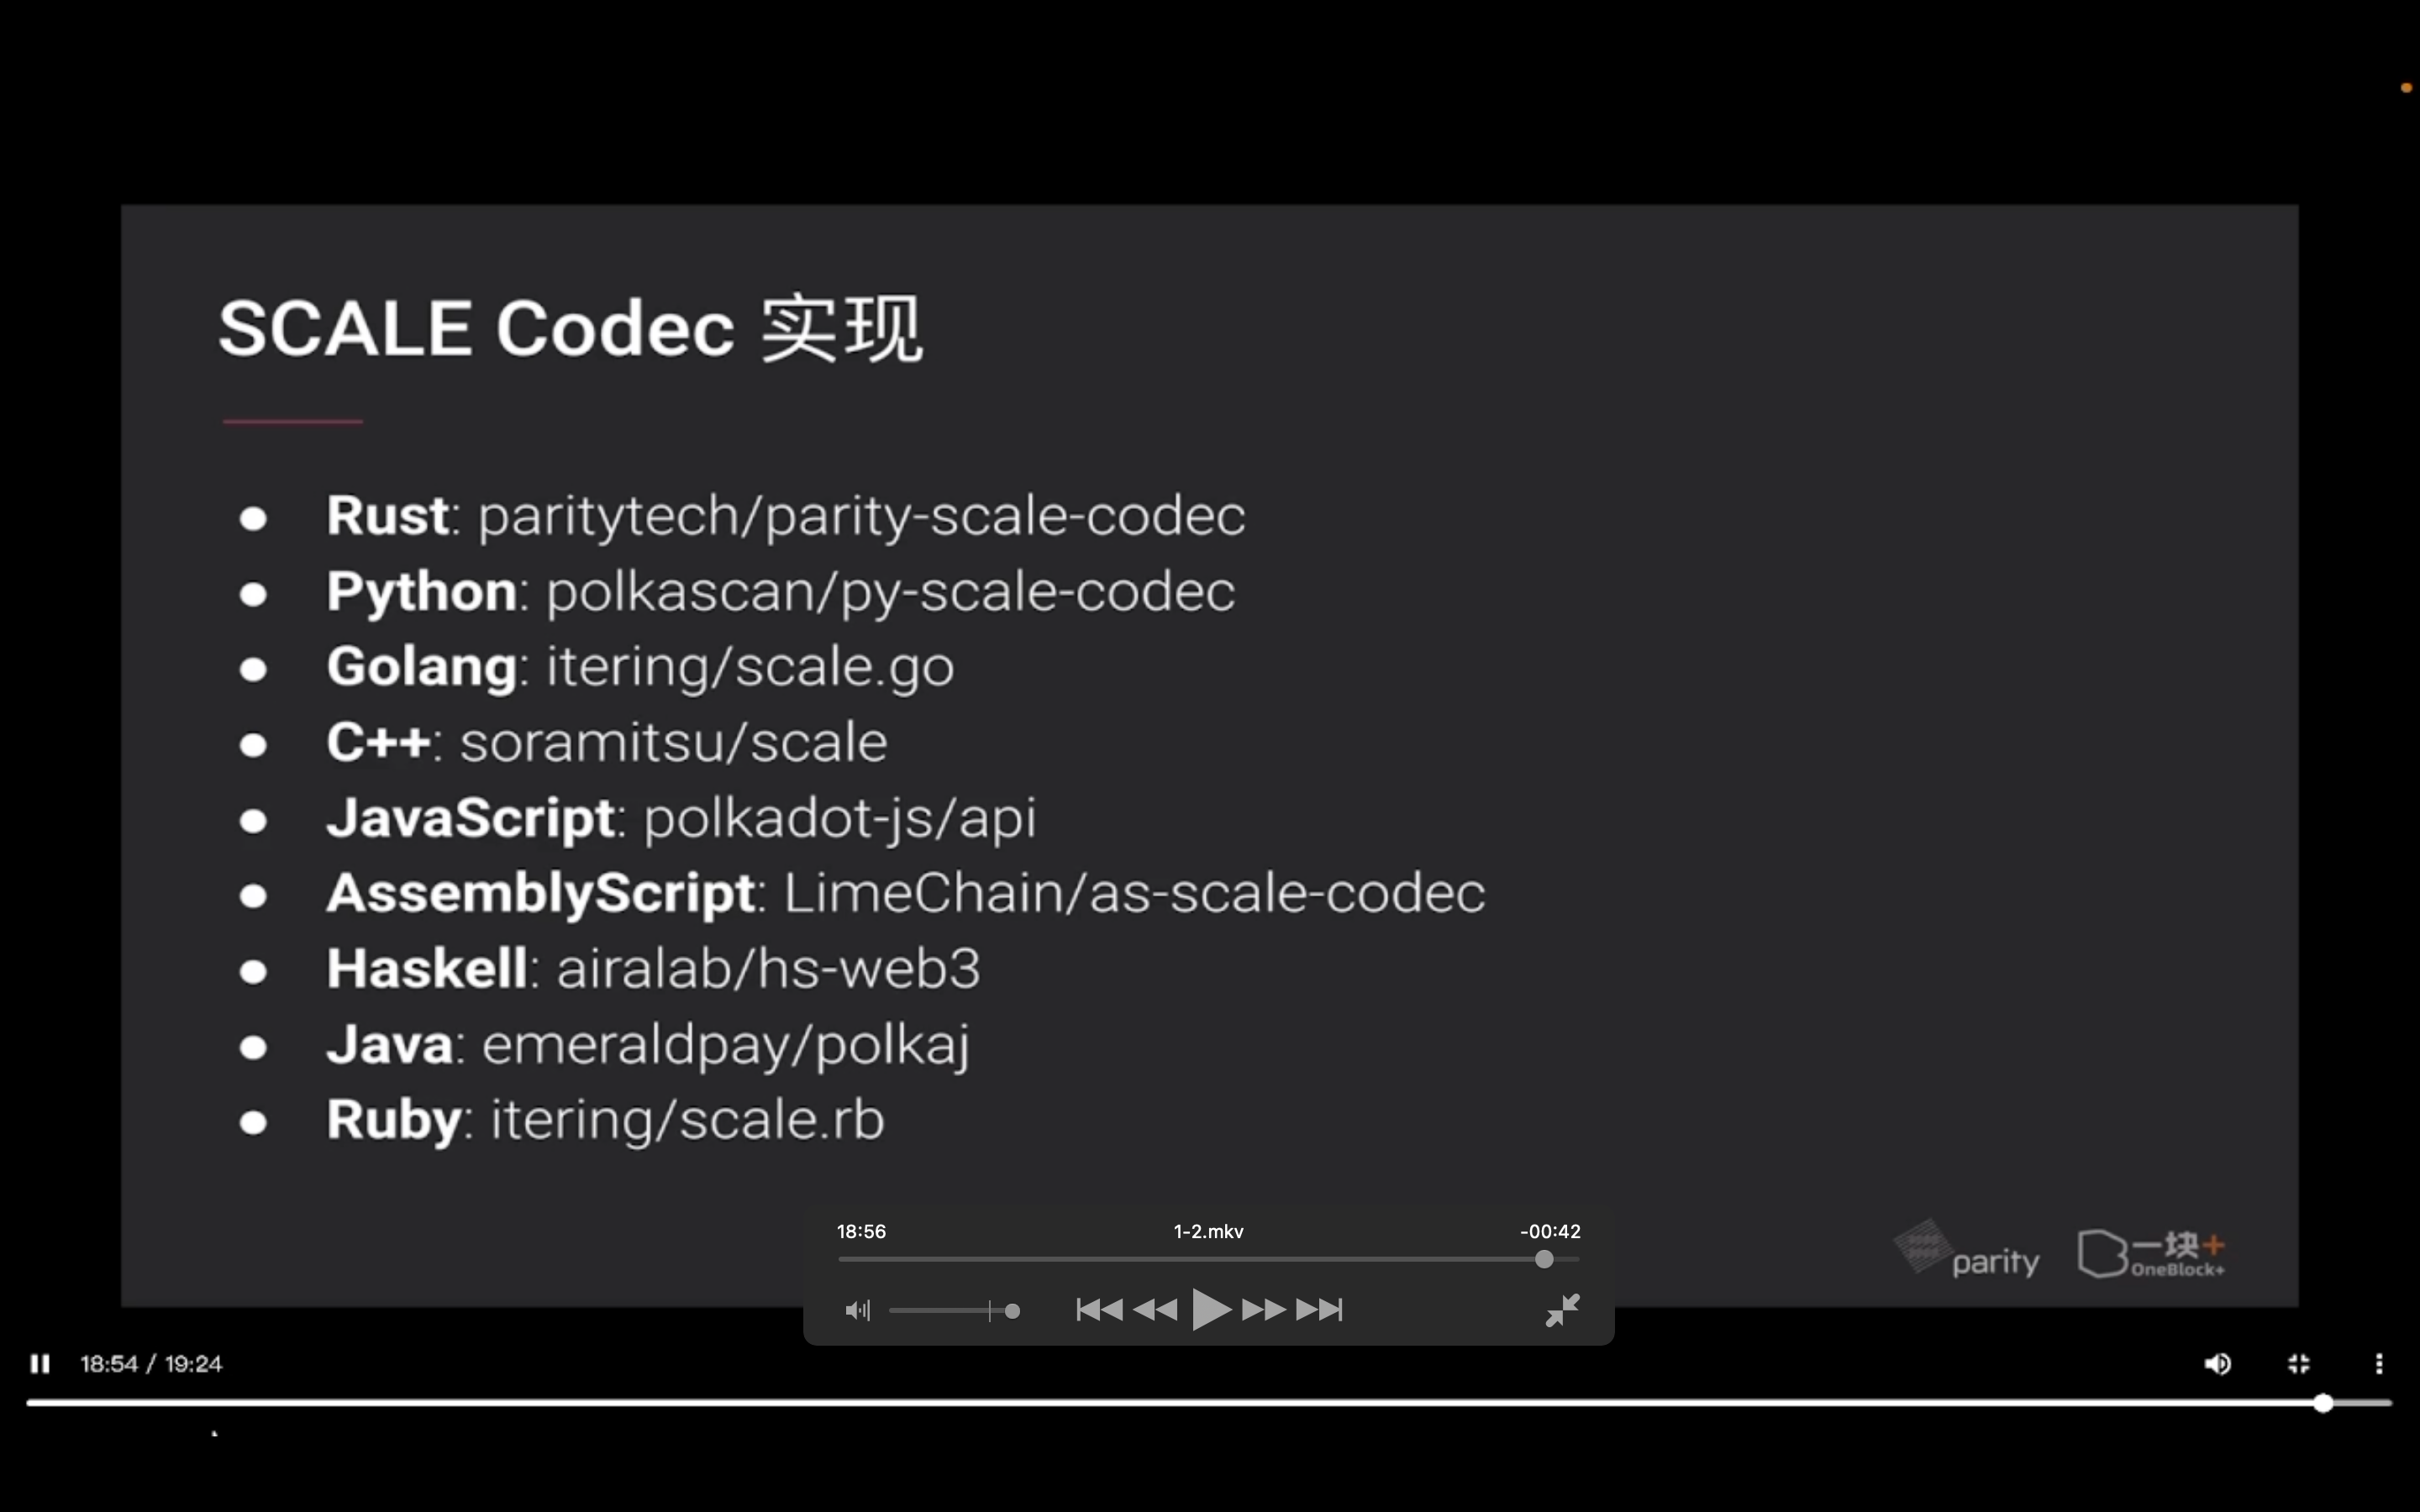 SCALE Codec 实现
Rust: paritytech/parity-scale-codec
Python: polkascan/py-scale-codec
Golang: itering/scale.go
C++: soramitsu/scale
JavaScript: polkadot-js/api
AssemblyScript: LimeChain/as-scale-codec
Haskell: airalab/hs-web3
Java: emeraldpay/polkaj
Ruby: itering/scale.rb
18:56 1-2.mkv -00:42
parity
一块+
OneBlock+
18:54 / 19:24